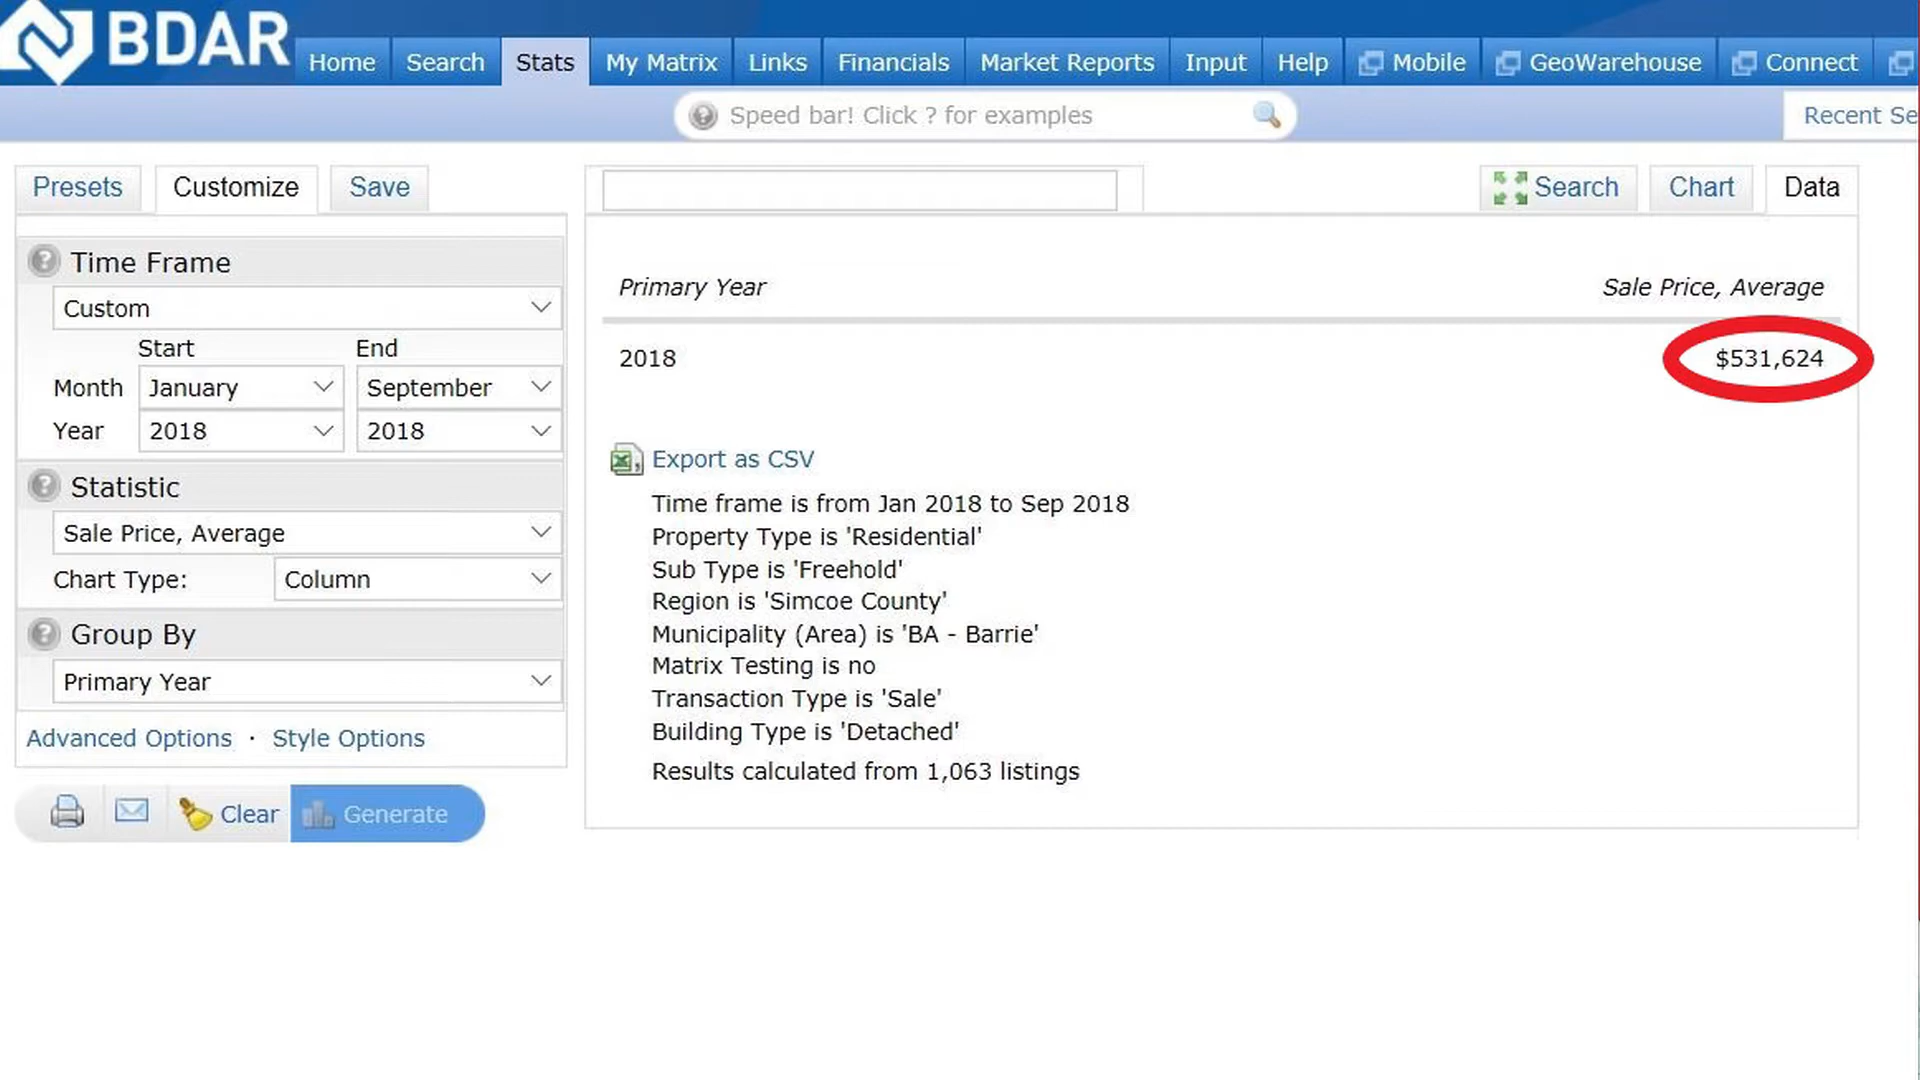 BDAR
Home Search Stats My Matrix Links Financials Market Reports Input Help Mobile GeoWarehouse Connect
Speed bar! Click ? for examples
Recent Se
Presets Customize Save
Search Chart Data
Time Frame
Custom
Start End
Month January September
Year 2018 2018
Statistic
Sale Price, Average
Chart Type: Column
Group By
Primary Year
Advanced Options · Style Options
Clear Generate
Primary Year Sale Price, Average
2018 $531,624
Export as CSV
Time frame is from Jan 2018 to Sep 2018
Property Type is 'Residential'
Sub Type is 'Freehold'
Region is 'Simcoe County'
Municipality (Area) is 'BA - Barrie'
Matrix Testing is no
Transaction Type is 'Sale'
Building Type is 'Detached'
Results calculated from 1,063 listings